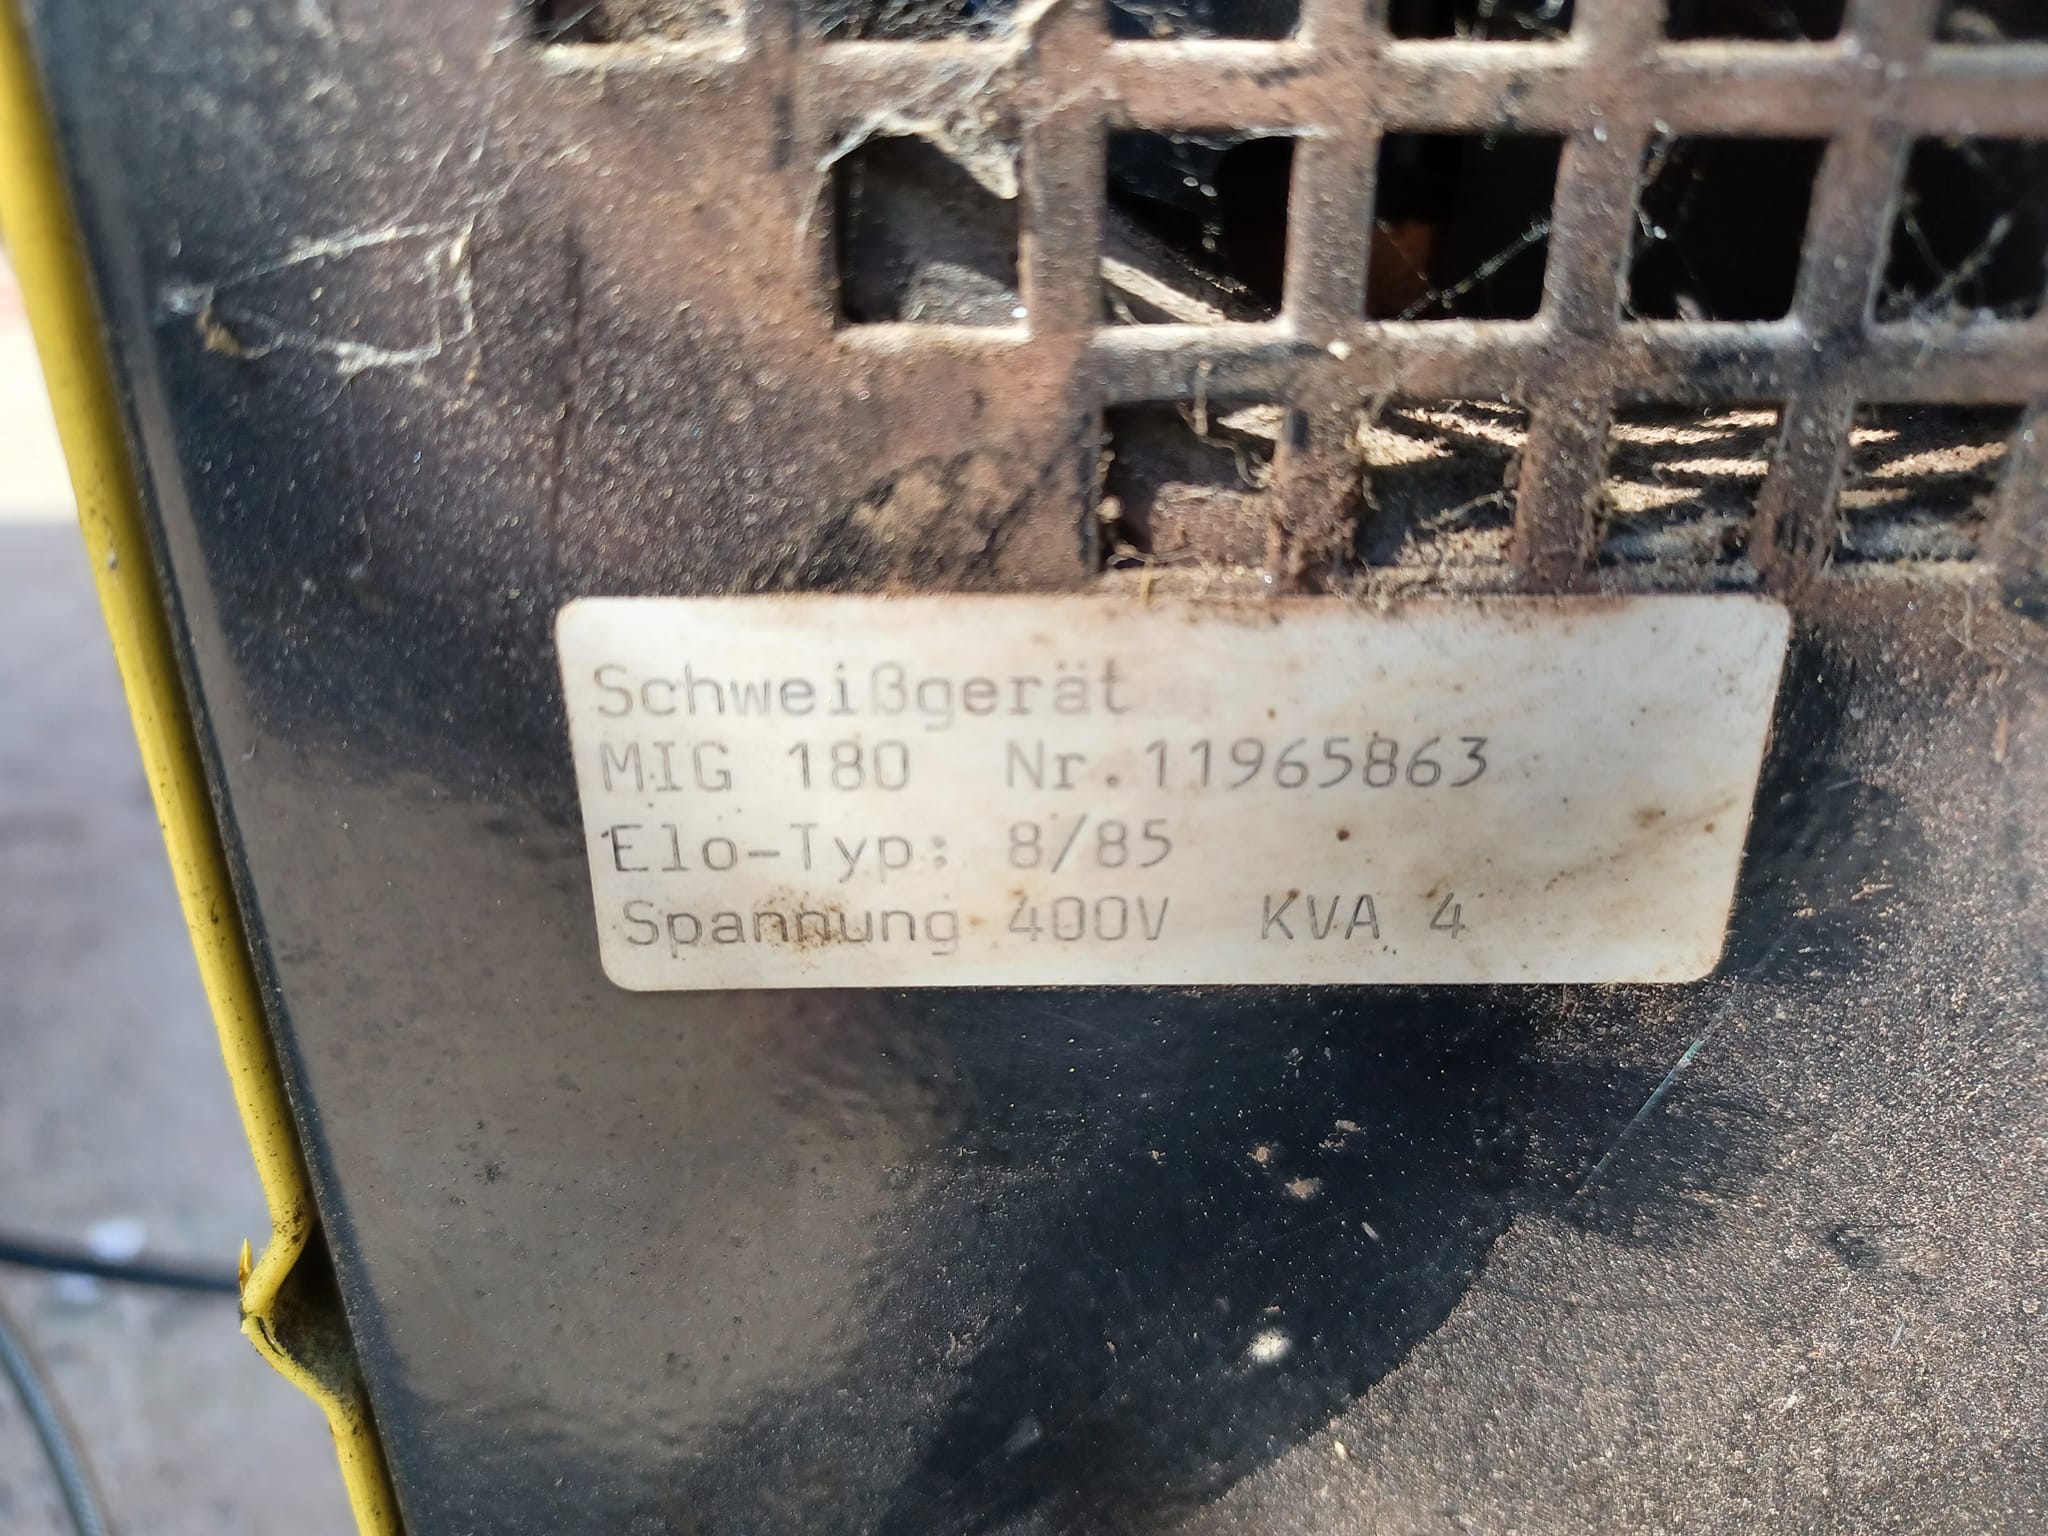 Schweißgerät
MIG 180 Nr.11965863
Elo-Typ: 8/85
Spannung 400V KVA 4